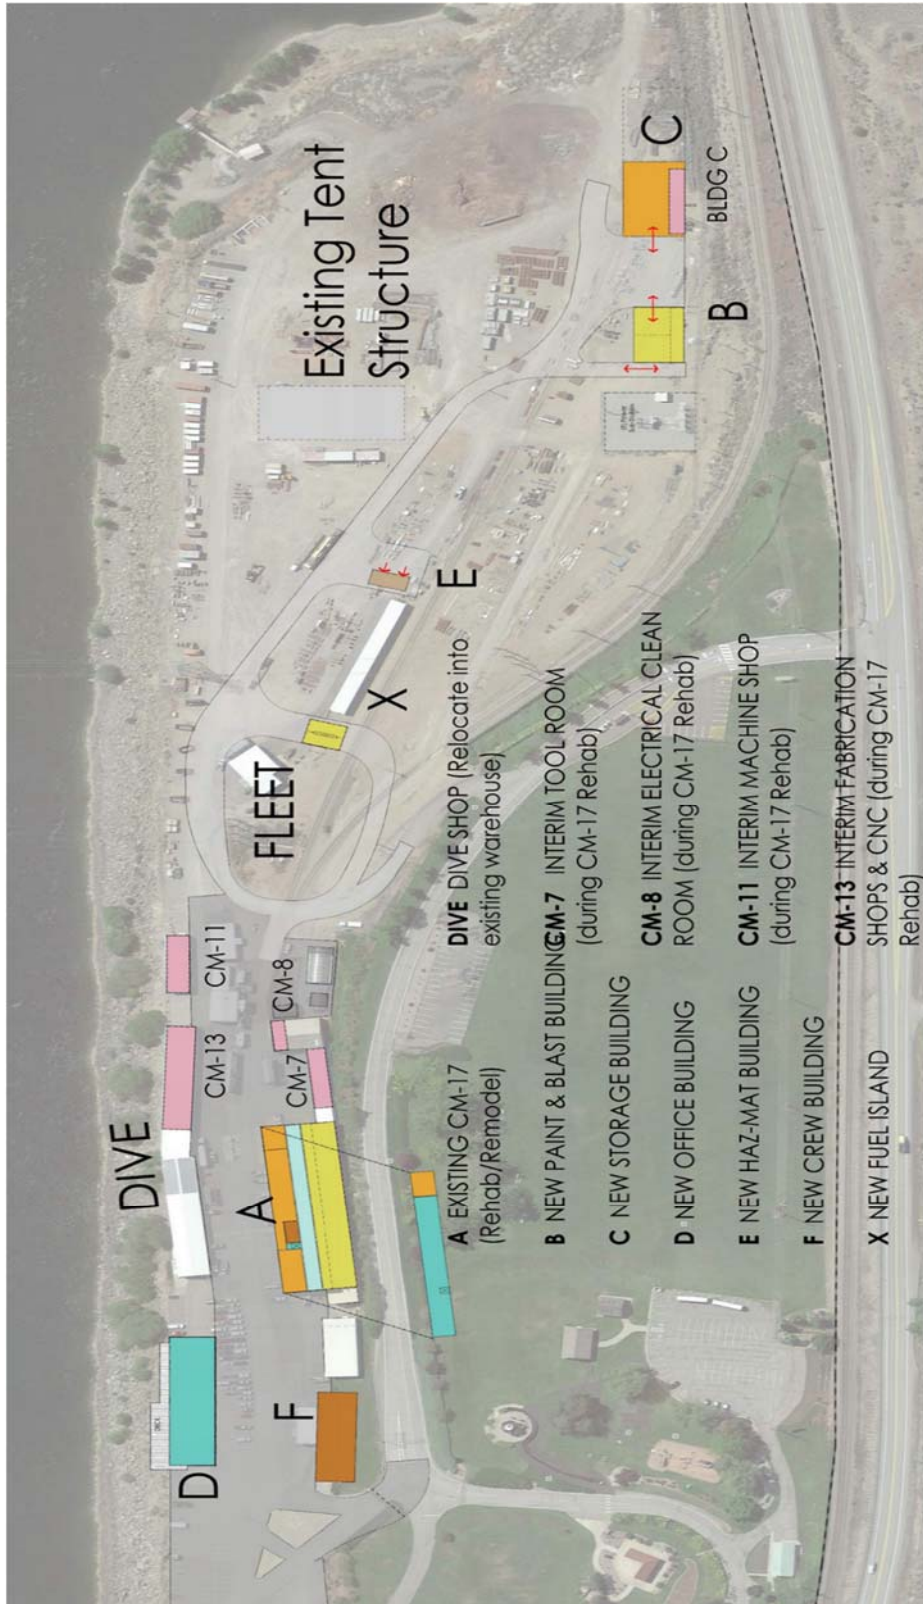 D
DIVE
CM-13
CM-11
F
A
CM-7
CM-8
FLEET
X
E
Existing Tent
Structure
B
C
BLDG C
A EXISTING CM-17
(Rehab/Remodel)
B NEW PAINT & BLAST BUILDING
C NEW STORAGE BUILDING
D NEW OFFICE BUILDING
E NEW HAZ-MAT BUILDING
F NEW CREW BUILDING
X NEW FUEL ISLAND
DIVE DIVE SHOP (Relocate into
existing warehouse)
CM-7 INTERIM TOOL ROOM
(during CM-17 Rehab)
CM-8 INTERIM ELECTRICAL CLEAN
ROOM (during CM-17 Rehab)
CM-11 INTERIM MACHINE SHOP
(during CM-17 Rehab)
CM-13 INTERIM FABRICATION
SHOPS & CNC (during CM-17
Rehab)